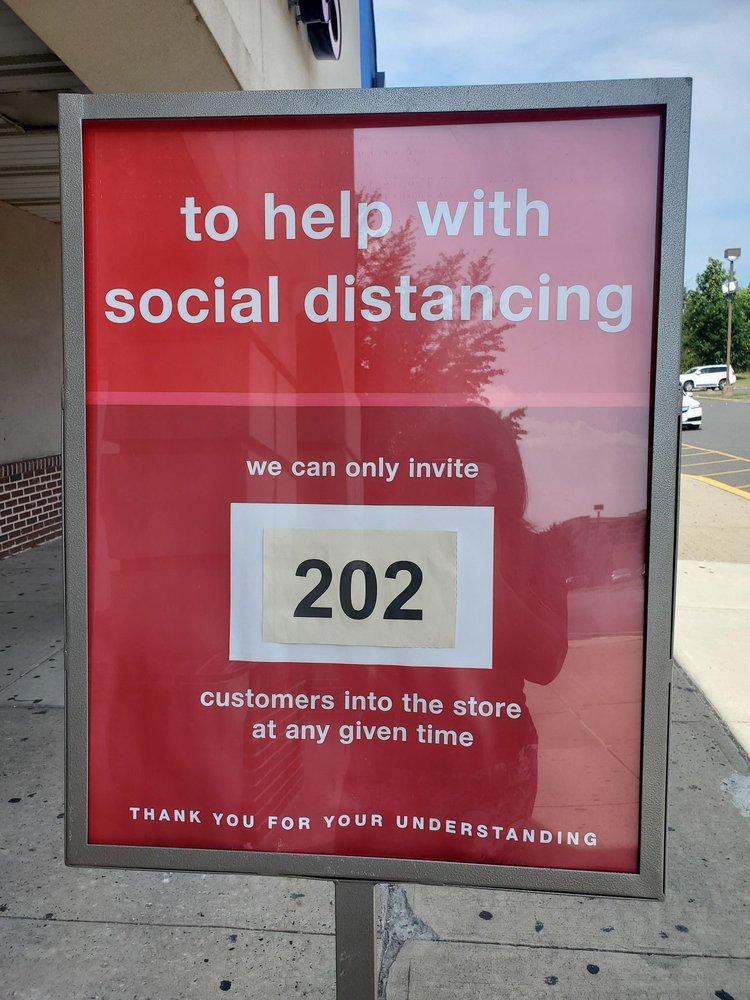 to help with
social distancing
we can only invite
202
customers into the store
at any given time
THANK YOU FOR YOUR UNDERSTANDING